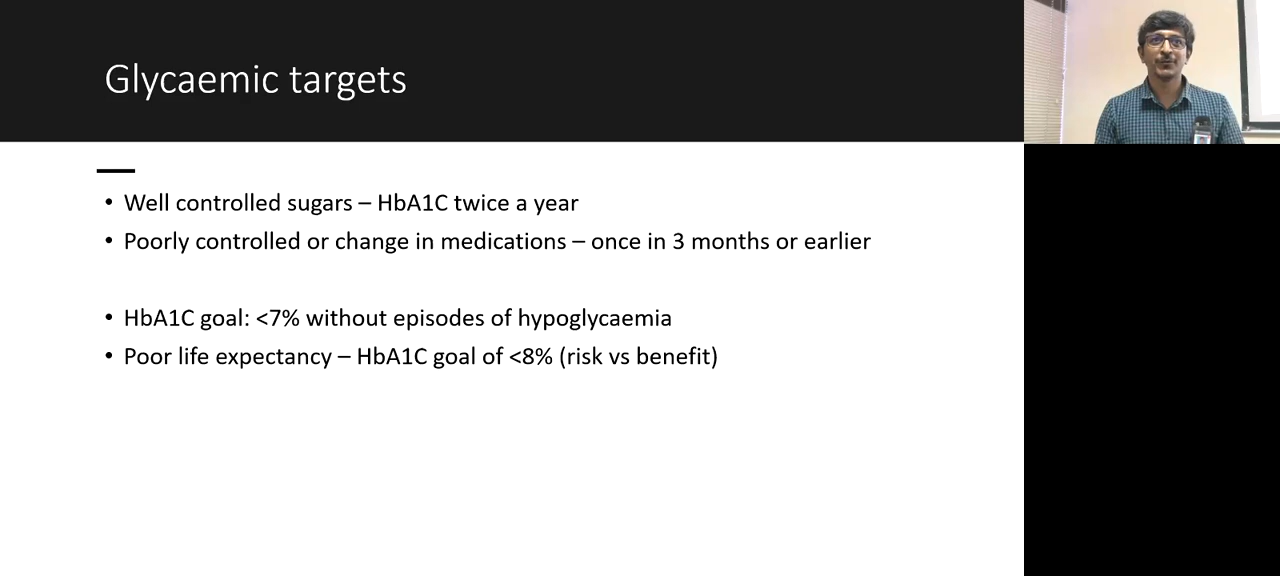 Glycaemic targets
• Well controlled sugars – HbA1C twice a year
• Poorly controlled or change in medications – once in 3 months or earlier
• HbA1C goal: <7% without episodes of hypoglycaemia
• Poor life expectancy – HbA1C goal of <8% (risk vs benefit)